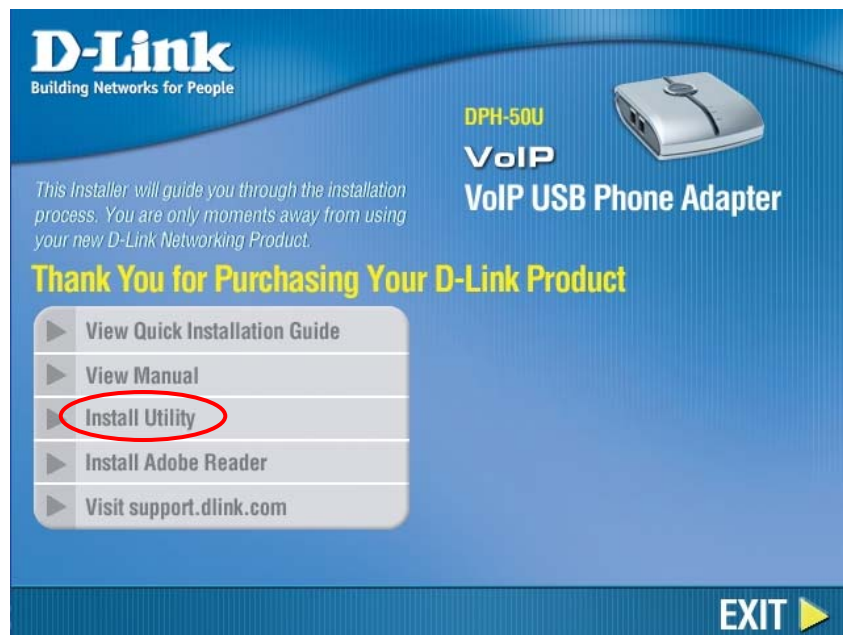 D-Link
Building Networks for People
DPH-50U
VoIP
VoIP USB Phone Adapter
This Installer will guide you through the installation
process. You are only moments away from using
your new D-Link Networking Product.
Thank You for Purchasing Your D-Link Product
View Quick Installation Guide
View Manual
Install Utility
Install Adobe Reader
Visit support.dlink.com
EXIT